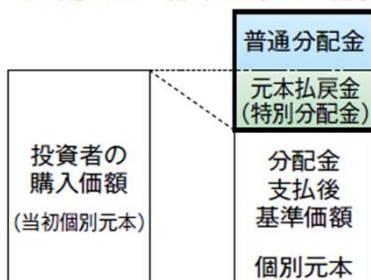 普通分配金
元本払戻金
(特別分配金)
投資者の
購入価額
(当初個別元本)
分配金
支払後
基準価額
個別元本